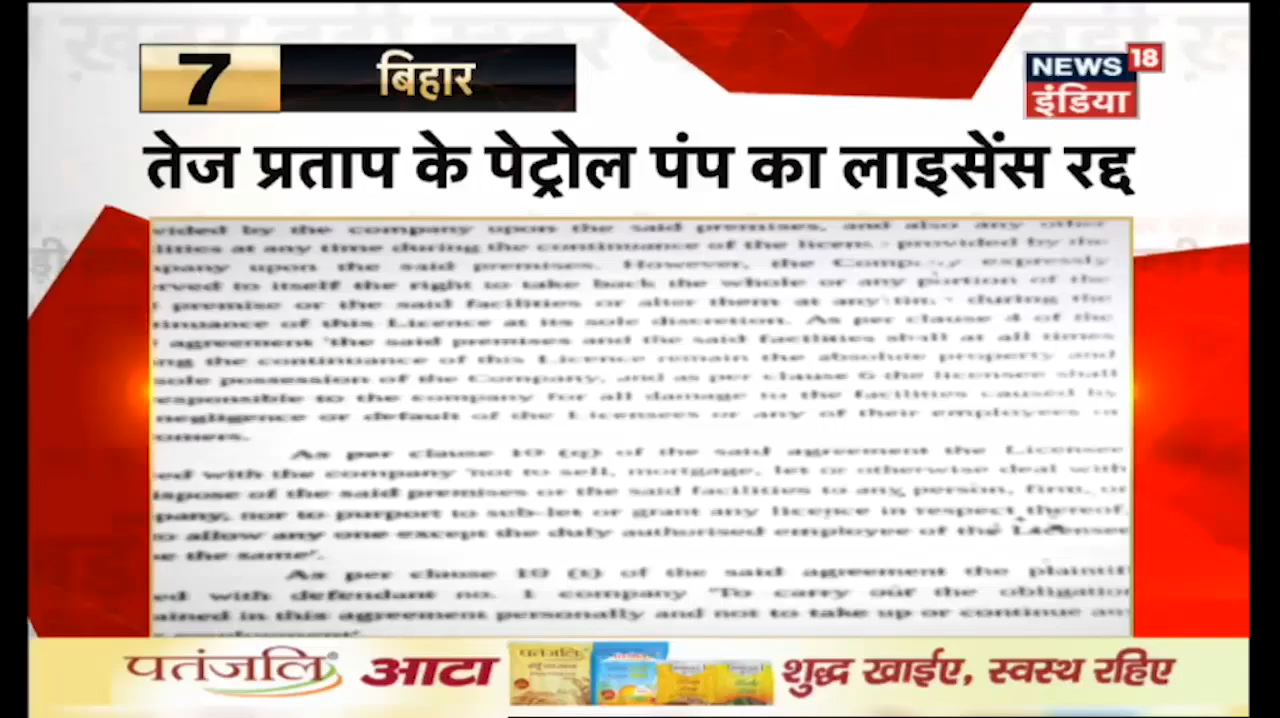 7 बिहार
NEWS 18
इंडिया
तेज प्रताप के पेट्रोल पंप का लाइसेंस रद्द
vided by the company upon the said premises, and also any other
lities at any time during the continuance of the licens provided by the
pany upon the said premises. However, the Company expressly
rved to itself the right to take back the whole or any portion of the
premise or the said facilities or alter them at any time during the
tinuance of this Licence at its sole discretion. As per clause 4 of the
agreement 'the said premises and the said facilities shall at all times
ing the continuance of this Licence remain the absolute property and
sole possession of the Company, and as per clause 6 the licensee shall
esponsible to the company for all damage to the facilities caused by
negligence or default of the Licensees or any of their employees or
omers.
As per clause 10 (q) of the said agreement the Licensee
ed with the company 'not to sell, mortgage, let or otherwise deal with
ispose of the said premises or the said facilities to any person, firm, or
pany, nor to purport to sub-let or grant any licence in respect thereof,
o allow any one except the duly authorised employee of the Licensee
e the same'.
As per clause 10 (t) of the said agreement the plaintiff
ed with defendant no. 1 company 'To carry out the obligation
ained in this agreement personally and not to take up or continue any
पतंजलि® आटा शुद्ध खाईए, स्वस्थ रहिए